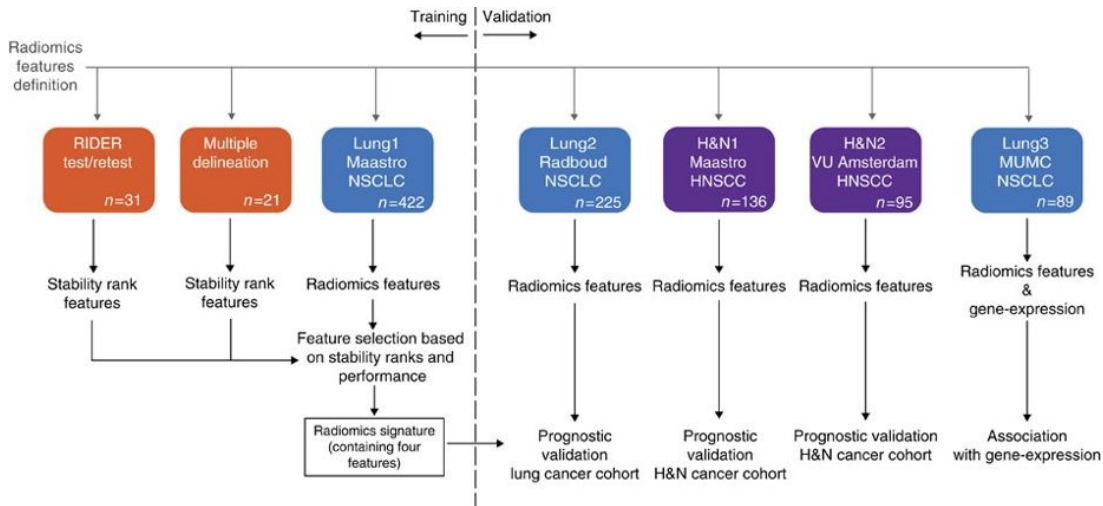 Training
Validation
Radiomics
features
definition
RIDER
test/retest
n=31
Multiple
delineation
n=21
Lung1
Maastro
NSCLC
n=422
Lung2
Radboud
NSCLC
n=225
H&N1
Maastro
HNSCC
n=136
H&N2
VU Amsterdam
HNSCC
n=95
Lung3
MUMC
NSCLC
n=89
Stability rank
features
Stability rank
features
Radiomics features
Radiomics features
Radiomics features
Radiomics features
Radiomics features
&
gene-expression
Feature selection based
on stability ranks and
performance
Radiomics signature
(containing four
features)
Prognostic
validation
lung cancer cohort
Prognostic
validation
H&N cancer cohort
Prognostic validation
H&N cancer cohort
Association
with gene-expression